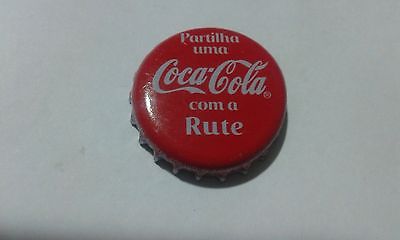 Partilha
uma
Coca-Cola®
com a
Rute